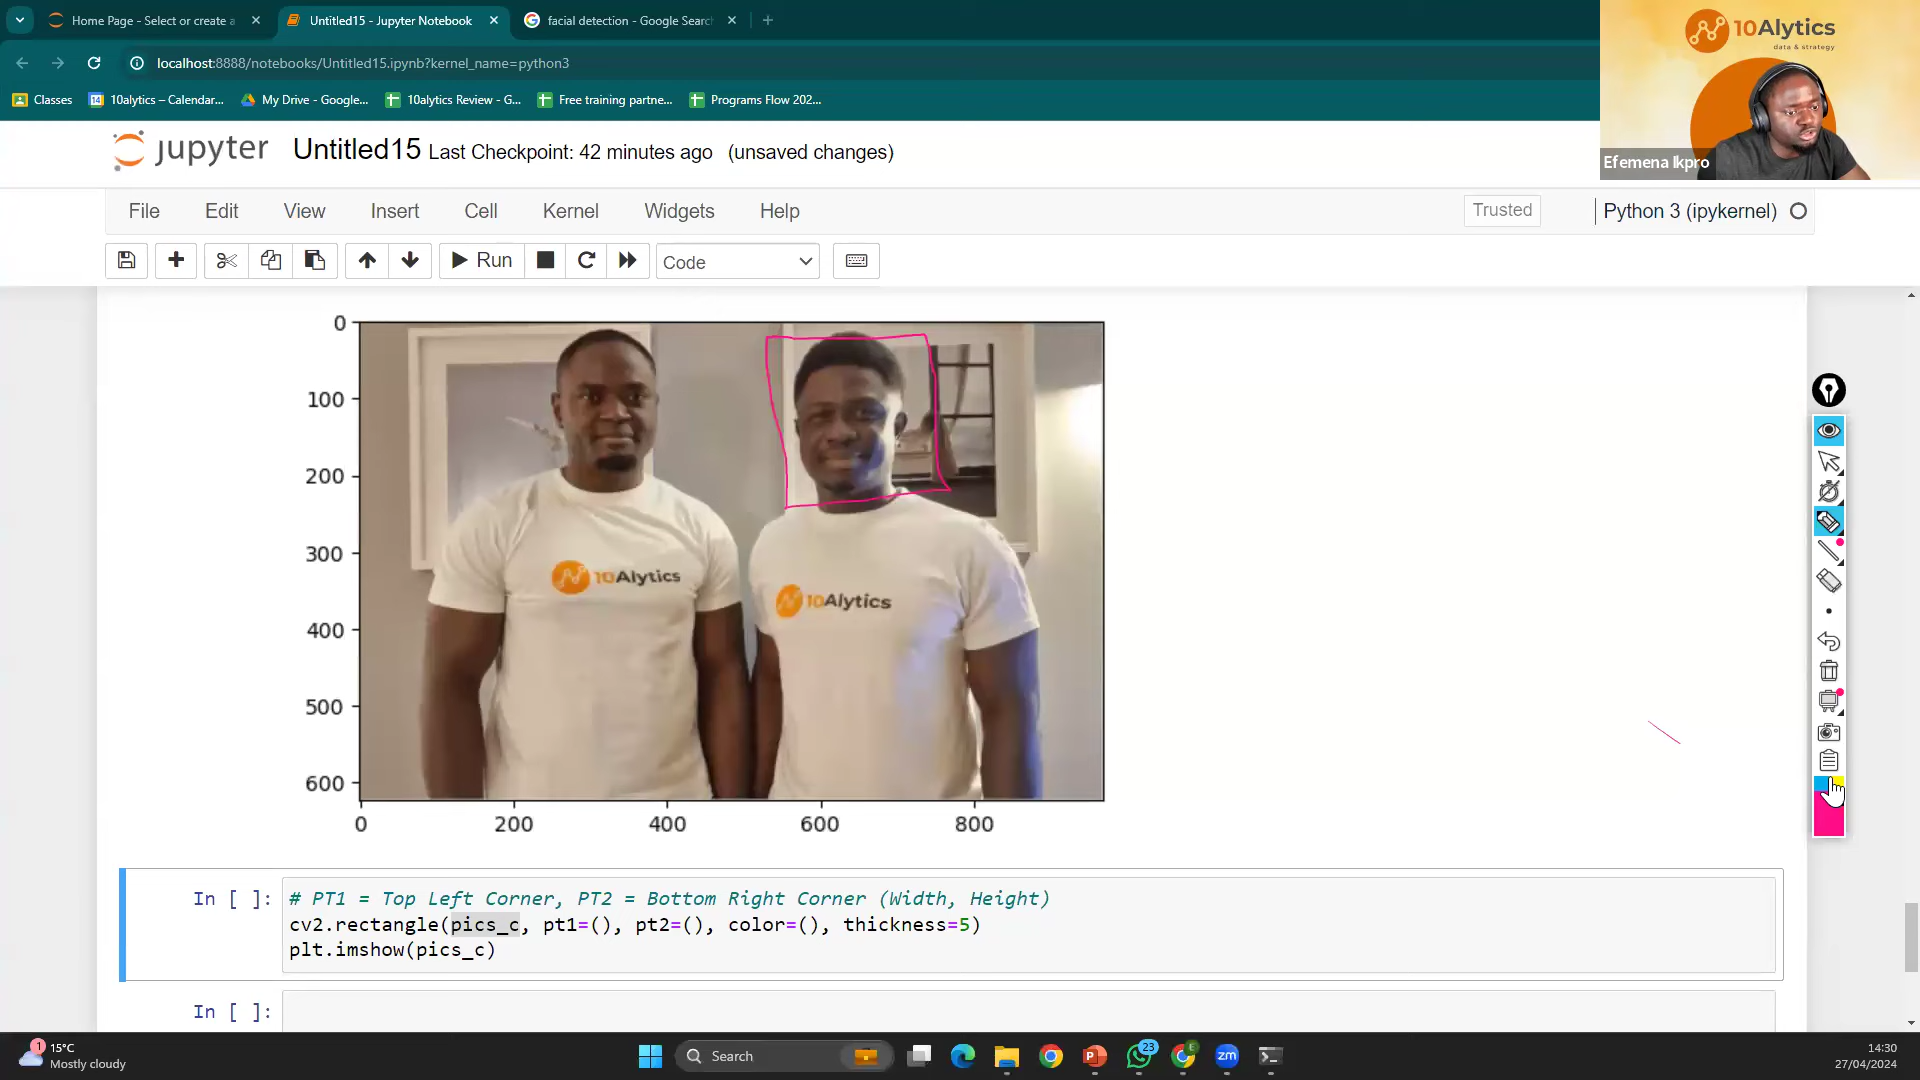 Home Page - Select or create a
Untitled15 - Jupyter Notebook
facial detection - Google Searc
localhost:8888/notebooks/Untitled15.ipynb?kernel_name=python3
Classes
10alytics – Calendar...
My Drive - Google...
10alytics Review - G...
Free training partne...
Programs Flow 202...
10Alytics
data & strategy
Efemena Ikpro
jupyter Untitled15 Last Checkpoint: 42 minutes ago (unsaved changes)
File Edit View Insert Cell Kernel Widgets Help
Trusted
Python 3 (ipykernel)
Run
Code
0
100
200
300
400
500
600
10Alytics
10Alytics
0 200 400 600 800
In [ ]:
# PT1 = Top Left Corner, PT2 = Bottom Right Corner (Width, Height)
cv2.rectangle(pics_c, pt1=(), pt2=(), color=(), thickness=5)
plt.imshow(pics_c)
In [ ]:
1
15°C
Mostly cloudy
Search
23
E
zm
14:30
27/04/2024